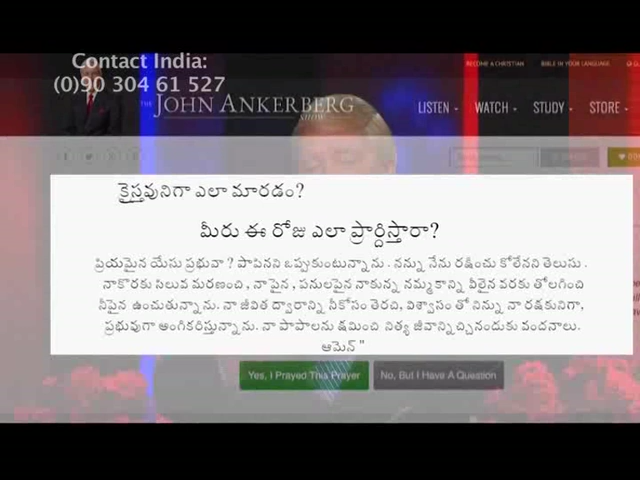 Contact India:
(0)90 304 61 527
BECOME A CHRISTIAN
BIBLE IN YOUR LANGUAGE
THE JOHN ANKERBERG SHOW
LISTEN
WATCH
STUDY
STORE
కైస్తవునిగా ఎలా మారడం?
మీరు ఈ రోజు ఎలా ప్రార్దిస్తారా?
ప్రియమైన యేసు ప్రభువా ? పాపినని ఒప్పకుంటున్నాను . నన్ను నేను రక్షించు కోలేనని తెలుసు .
నాకొరకు సిలువ మరణంచి , నా పైన , పనులపైన నాకున్న నమ్మకాన్ని వీలైన వరకు తోలగించి
నీపైన ఉంచుతున్నాను. నా జీవిత ద్వారాన్ని నీకోసం తెరచి, విశ్వాసం తో నిన్ను నా రక్షకునిగా,
ప్రభువుగా అంగికరిస్తున్నాను. నా పాపాలను క్షమించి నిత్య జీవాన్నిచ్చినందుకు వందనాలు.
ఆమెన్ "
Yes, I Prayed This Prayer
No, But I Have A Question